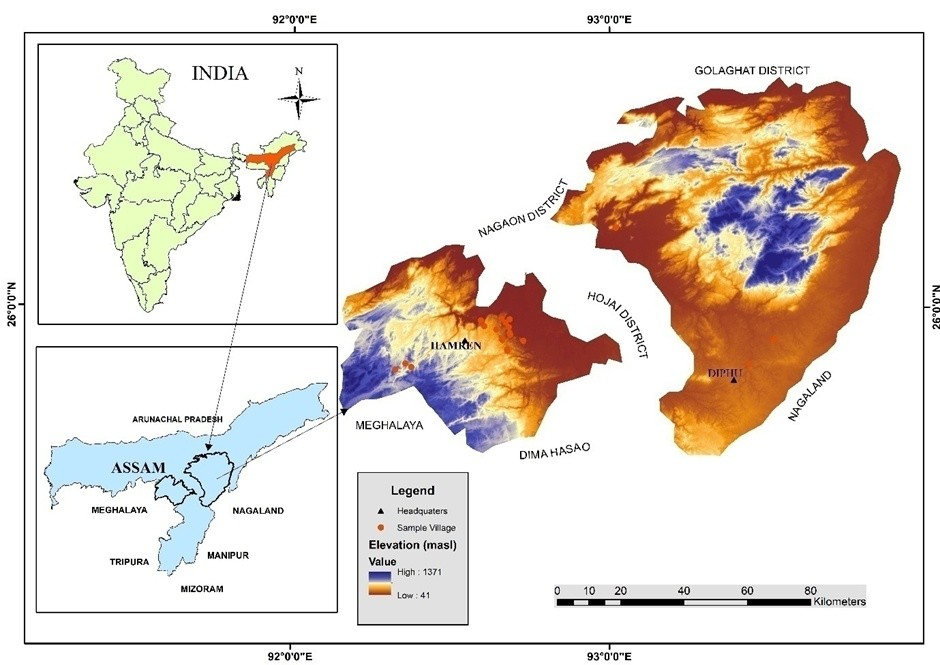 92°0'0"E
93°0'0"E
INDIA
N
GOLAGHAT DISTRICT
NAGAON DISTRICT
26°0'0"N
26°0'0"N
HOJAI DISTRICT
HAMREN
DIPHU
NAGALAND
MEGHALAYA
DIMA HASAO
ARUNACHAL PRADESH
ASSAM
MEGHALAYA
NAGALAND
TRIPURA
MANIPUR
MIZORAM
Legend
Headquaters
Sample Village
Elevation (masl)
Value
High : 1371
Low : 41
0 10 20 40 60 80
Kilometers
92°0'0"E
93°0'0"E